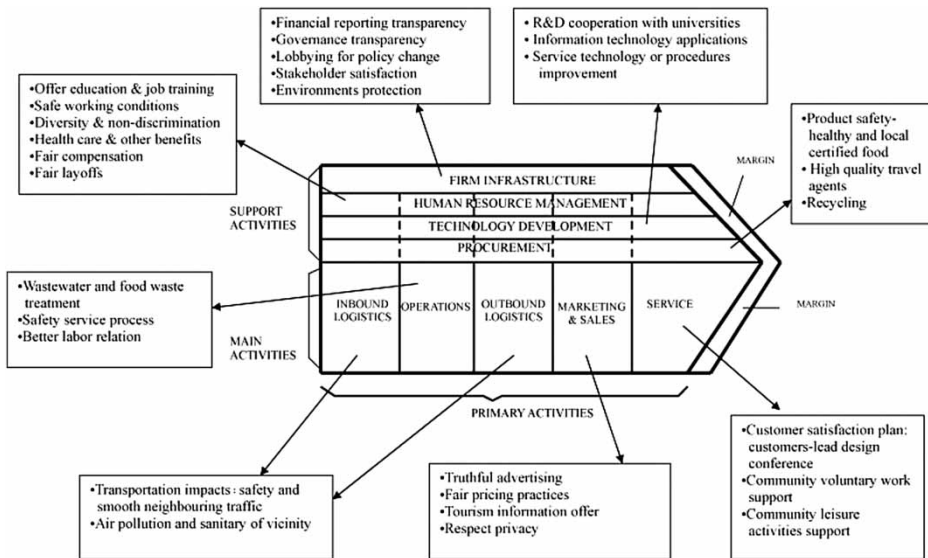 •Financial reporting transparency
•Governance transparency
•Lobbying for policy change
•Stakeholder satisfaction
•Environments protection
•R&D cooperation with universities
•Information technology applications
•Service technology or procedures
improvement
•Offer education & job training
•Safe working conditions
•Diversity & non-discrimination
•Health care & other benefits
•Fair compensation
•Fair layoffs
•Product safety-
healthy and local
certified food
• High quality travel
agents
•Recycling
MARGIN
FIRM INFRASTRUCTURE
HUMAN RESOURCE MANAGEMENT
TECHNOLOGY DEVELOPMENT
PROCUREMENT
SUPPORT
ACTIVITIES
•Wastewater and food waste
treatment
•Safety service process
•Better labor relation
MAIN
ACTIVITIES
INBOUND
LOGISTICS
OPERATIONS
OUTBOUND
LOGISTICS
MARKETING
& SALES
SERVICE
MARGIN
PRIMARY ACTIVITIES
•Transportation impacts: safety and
smooth neighbouring traffic
•Air pollution and sanitary of vicinity
•Truthful advertising
•Fair pricing practices
•Tourism information offer
•Respect privacy
•Customer satisfaction plan:
customers-lead design
conference
•Community voluntary work
support
•Community leisure
activities support